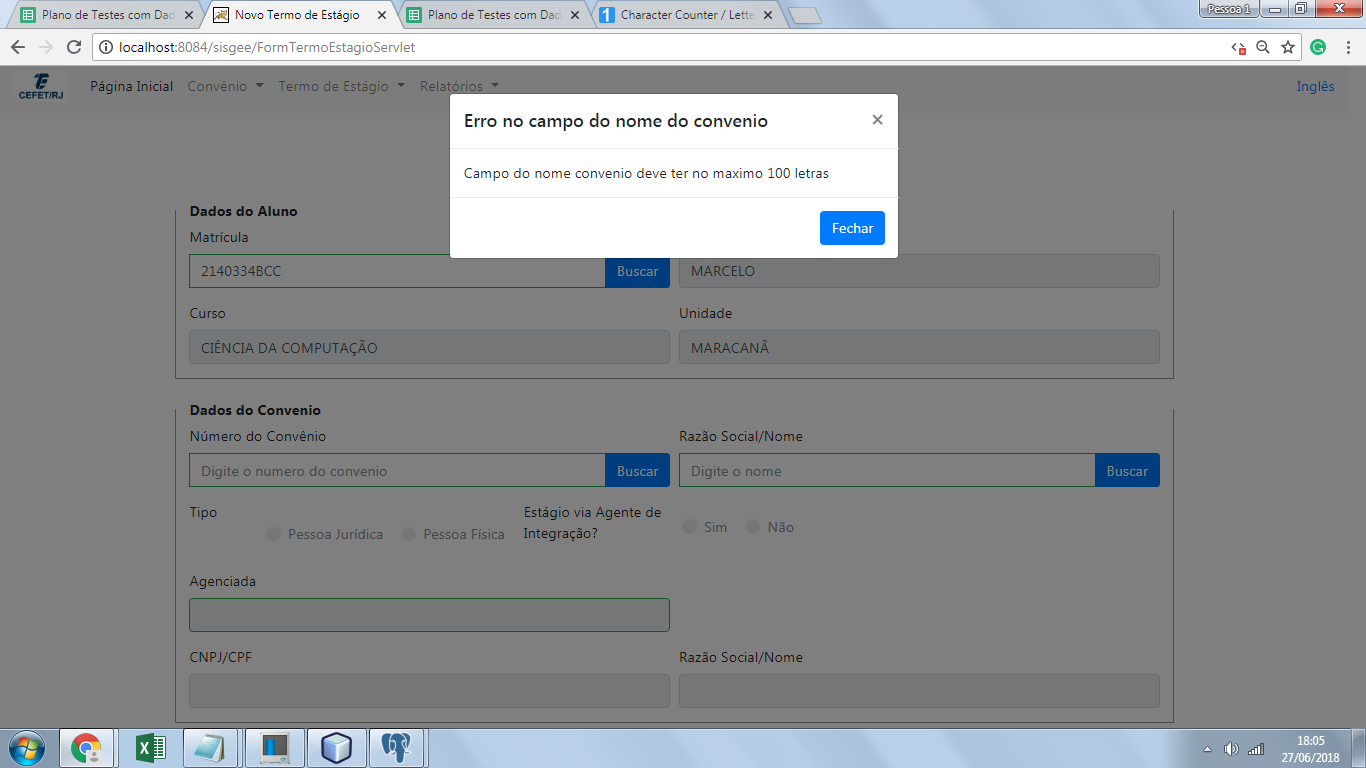 Plano de Testes com Dad
Novo Termo de Estágio
Plano de Testes com Dad
Character Counter / Lette
Pessoa 1
localhost:8084/sisgee/FormTermoEstagioServlet
CEFET/RJ
Página Inicial
Convênio
Termo de Estágio
Relatórios
Inglês
Erro no campo do nome do convenio
×
Campo do nome convenio deve ter no maximo 100 letras
Fechar
Dados do Aluno
Matrícula
2140334BCC
Buscar
MARCELO
Curso
Unidade
CIÊNCIA DA COMPUTAÇÃO
MARACANÃ
Dados do Convenio
Número do Convênio
Razão Social/Nome
Digite o numero do convenio
Buscar
Digite o nome
Buscar
Tipo
Pessoa Jurídica
Pessoa Física
Estágio via Agente de
Integração?
Sim
Não
Agenciada
CNPJ/CPF
Razão Social/Nome
18:05
27/06/2018